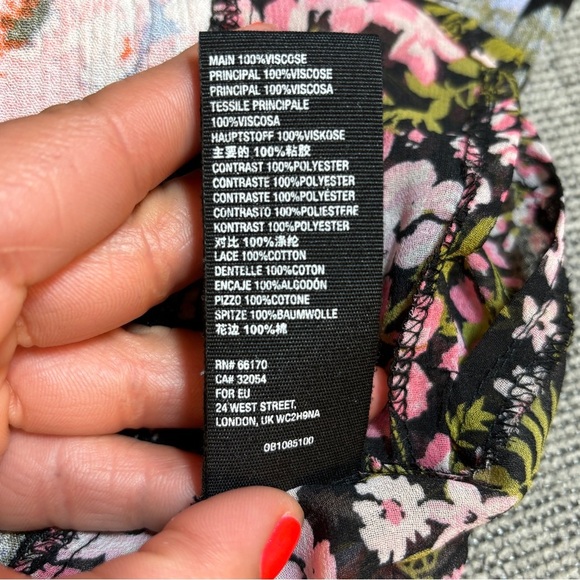 MAIN 100%VISCOSE
PRINCIPAL 100%VISCOSE
PRINCIPAL 100%VISCOSA
TESSILE PRINCIPALE
100%VISCOSA
HAUPTSTOFF 100%VISKOSE
主要的 100%粘胶
CONTRAST 100%POLYESTER
CONTRASTE 100%POLYESTER
CONTRASTE 100%POLYÉSTER
CONTRASTO 100%POLIESTERE
KONTRAST 100%POLYESTER
对比 100%涤纶
LACE 100%COTTON
DENTELLE 100%COTON
ENCAJE 100%ALGODÓN
PIZZO 100%COTONE
SPITZE 100%BAUMWOLLE
花边 100%棉
RN# 66170
CA# 32054
FOR EU
24 WEST STREET,
LONDON, UK WC2H9NA
OB1085100